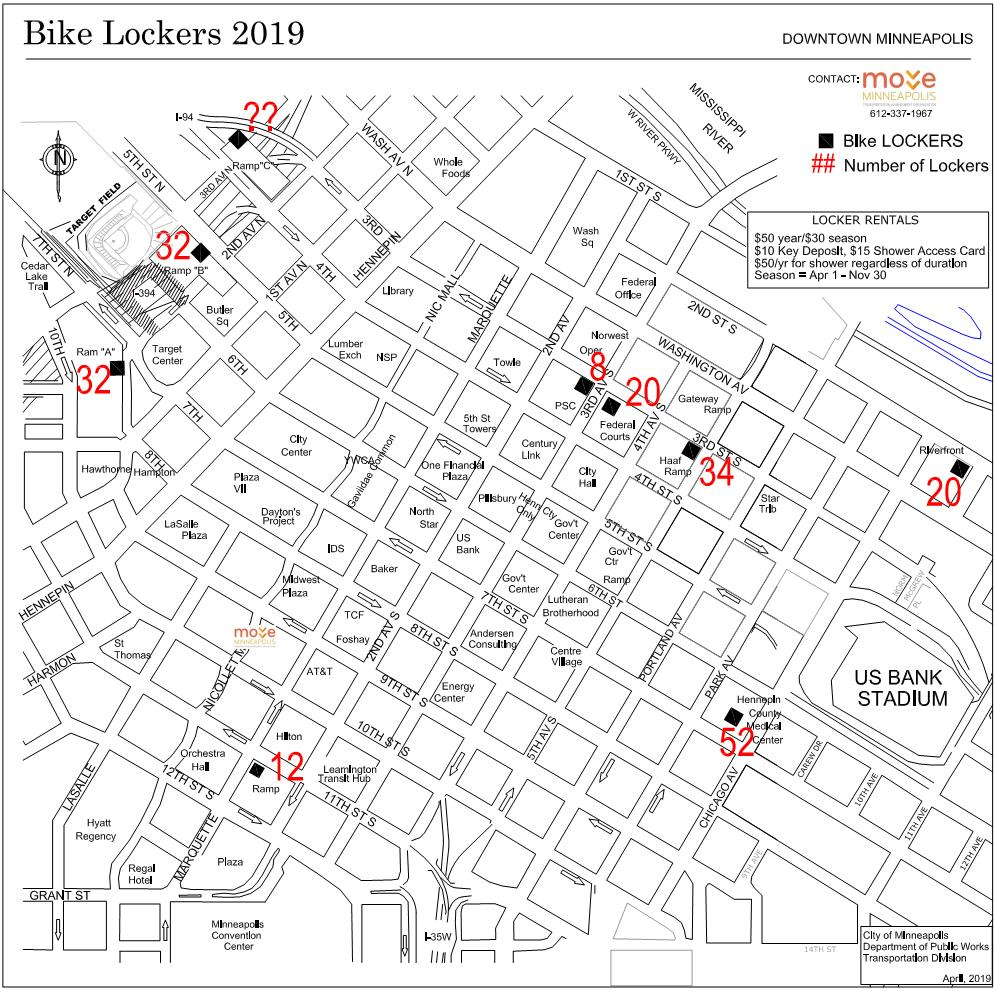 Bike Lockers 2019
DOWNTOWN MINNEAPOLIS
CONTACT:
move
MINNEAPOLIS
TRANSPORTATION MANAGEMENT ORGANIZATION
612-337-1967
Bike LOCKERS
## Number of Lockers
LOCKER RENTALS
$50 year/$30 season
$10 Key Deposit, $15 Shower Access Card
$50/yr for shower regardless of duration
Season = Apr 1 - Nov 30
MISSISSIPPI
RIVER
W RIVER PKWY
I-94
??
Ramp"C"
N
5TH ST N
3RD AV N
WASH AV N
Whole
Foods
1ST ST S
TARGET FIELD
32
Ramp "B"
2ND AV N
3RD
HENNEPIN
Wash
Sq
7TH ST N
Cedar
Lake
Trail
I-394
1ST AV N
4TH
Library
NIC MALL
MARQUETTE
Federal
Office
2ND ST S
Butler
Sq
5TH
2ND AV
Norwest
Oper
WASHINGTON AV
10TH
Ram "A"
32
Target
Center
6TH
Lumber
Exch
NSP
Towle
8
PSC
3RD AV S
20
Federal
Courts
4TH AV S
Gateway
Ramp
7TH
5th St
Towers
City
Center
YWCA
Gaviidae Common
One Financial
Plaza
Century
Link
City
Hall
Haaf
Ramp
34
3RD ST S
4TH ST S
Riverfront
20
Hawthorne
Hampton
8TH
Plaza
VII
Pillsbury
Henn Cty
Only
Gov't
Center
Star
Trib
LaSalle
Plaza
Dayton's
Project
North
Star
5TH ST S
IDS
US
Bank
Gov't
Ctr
Ramp
HENNEPIN
Midwest
Plaza
Baker
Gov't
Center
6TH ST
Lutheran
Brotherhood
NORM
McGREW
PL
TCF
Foshay
2ND AV S
7TH ST S
move
MINNEAPOLIS
St
Thomas
8TH ST S
Andersen
Consulting
Centre
Village
PORTLAND AV
HARMON
NICOLLET M
AT&T
9TH ST S
Energy
Center
PARK AV
US BANK
STADIUM
Hennepin
County
Medical
Center
52
Hilton
10TH ST S
5TH AV S
Orchestra
Hall
12
Ramp
Leamington
Transit Hub
CAREW DR
LASALLE
12TH ST S
11TH ST S
CHICAGO AV
10TH AVE
11TH AVE
12TH AVE
9TH AVE
Hyatt
Regency
MARQUETTE
Regal
Hotel
Plaza
GRANT ST
Minneapolis
Convention
Center
I-35W
14TH ST
City of Minneapolis
Department of Public Works
Transportation Division
April, 2019